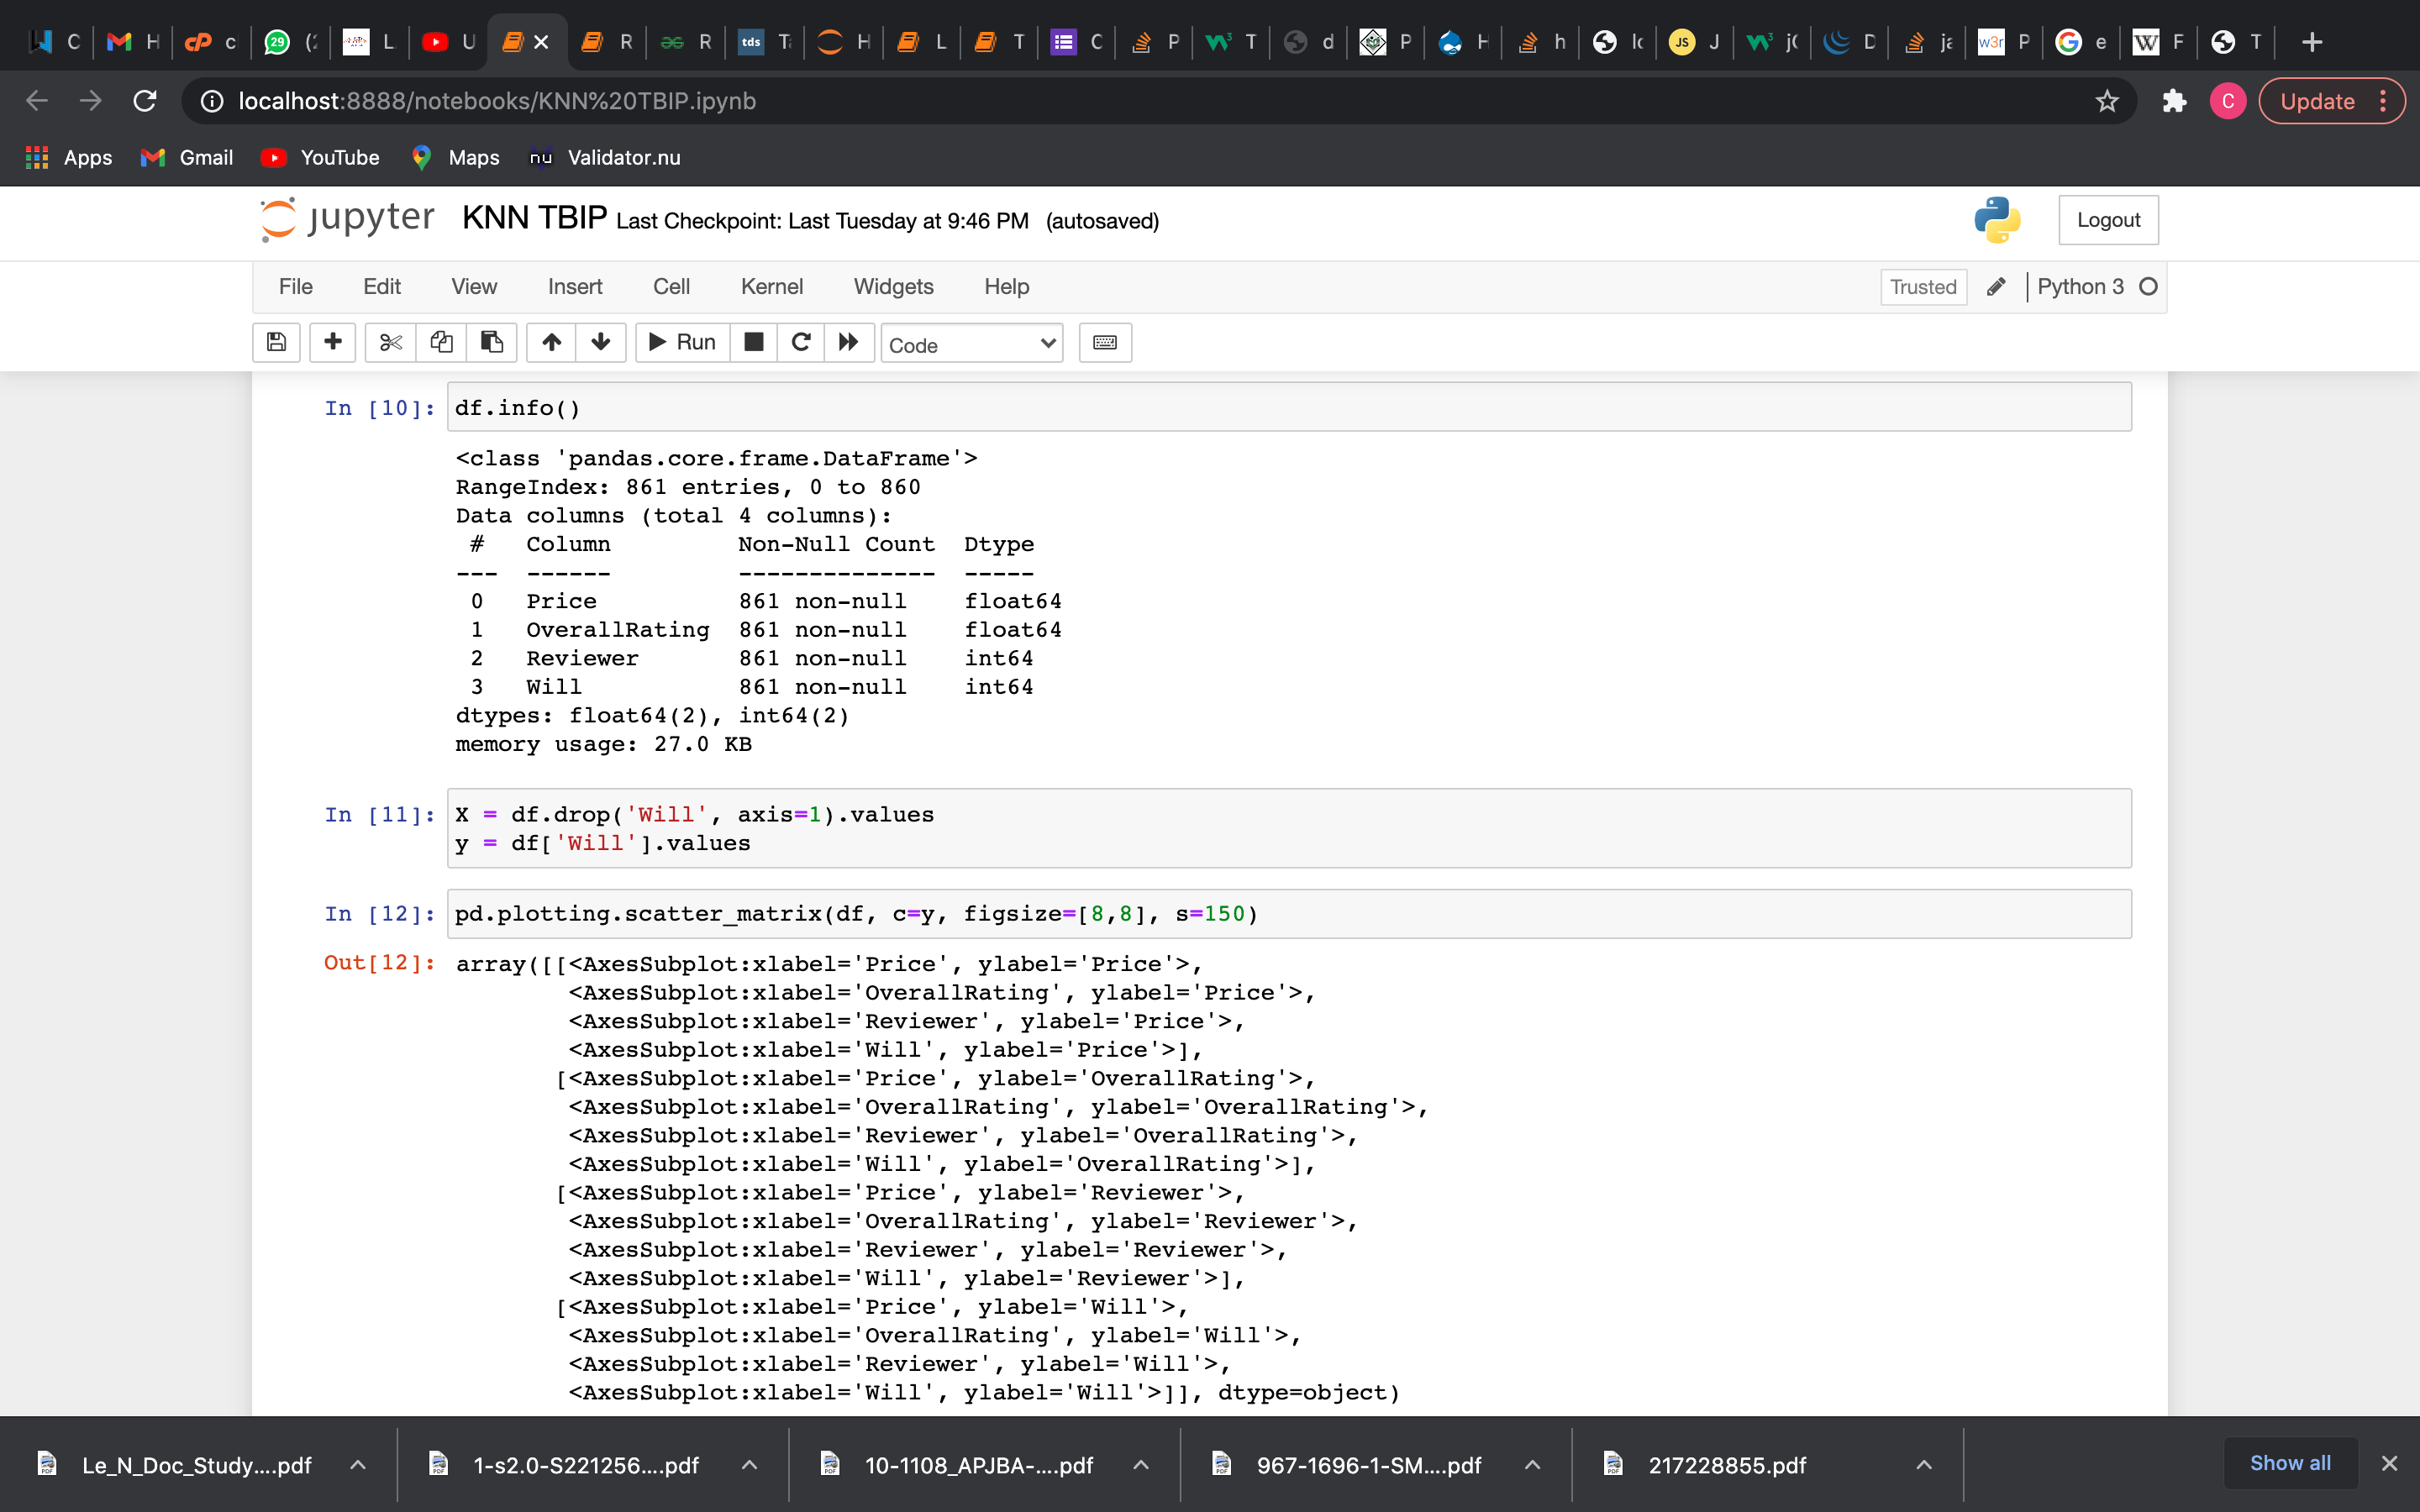 C H c 29 (2 L U R R tds T H L T C P T d P H h Ic JS J j( D ja w3r P e W F T
localhost:8888/notebooks/KNN%20TBIP.ipynb
C Update
Apps Gmail YouTube Maps nu Validator.nu
jupyter KNN TBIP Last Checkpoint: Last Tuesday at 9:46 PM (autosaved) Logout
File Edit View Insert Cell Kernel Widgets Help Trusted Python 3
Run Code
In [10]: df.info()
<class 'pandas.core.frame.DataFrame'>
RangeIndex: 861 entries, 0 to 860
Data columns (total 4 columns):
# Column Non-Null Count Dtype
--- ------ -------------- -----
0 Price 861 non-null float64
1 OverallRating 861 non-null float64
2 Reviewer 861 non-null int64
3 Will 861 non-null int64
dtypes: float64(2), int64(2)
memory usage: 27.0 KB
In [11]: X = df.drop('Will', axis=1).values
y = df['Will'].values
In [12]: pd.plotting.scatter_matrix(df, c=y, figsize=[8,8], s=150)
Out[12]: array([[<AxesSubplot:xlabel='Price', ylabel='Price'>,
<AxesSubplot:xlabel='OverallRating', ylabel='Price'>,
<AxesSubplot:xlabel='Reviewer', ylabel='Price'>,
<AxesSubplot:xlabel='Will', ylabel='Price'>],
[<AxesSubplot:xlabel='Price', ylabel='OverallRating'>,
<AxesSubplot:xlabel='OverallRating', ylabel='OverallRating'>,
<AxesSubplot:xlabel='Reviewer', ylabel='OverallRating'>,
<AxesSubplot:xlabel='Will', ylabel='OverallRating'>],
[<AxesSubplot:xlabel='Price', ylabel='Reviewer'>,
<AxesSubplot:xlabel='OverallRating', ylabel='Reviewer'>,
<AxesSubplot:xlabel='Reviewer', ylabel='Reviewer'>,
<AxesSubplot:xlabel='Will', ylabel='Reviewer'>],
[<AxesSubplot:xlabel='Price', ylabel='Will'>,
<AxesSubplot:xlabel='OverallRating', ylabel='Will'>,
<AxesSubplot:xlabel='Reviewer', ylabel='Will'>,
<AxesSubplot:xlabel='Will', ylabel='Will'>]], dtype=object)
Le_N_Doc_Study....pdf 1-s2.0-S221256....pdf 10-1108_APJBA-....pdf 967-1696-1-SM....pdf 217228855.pdf Show all